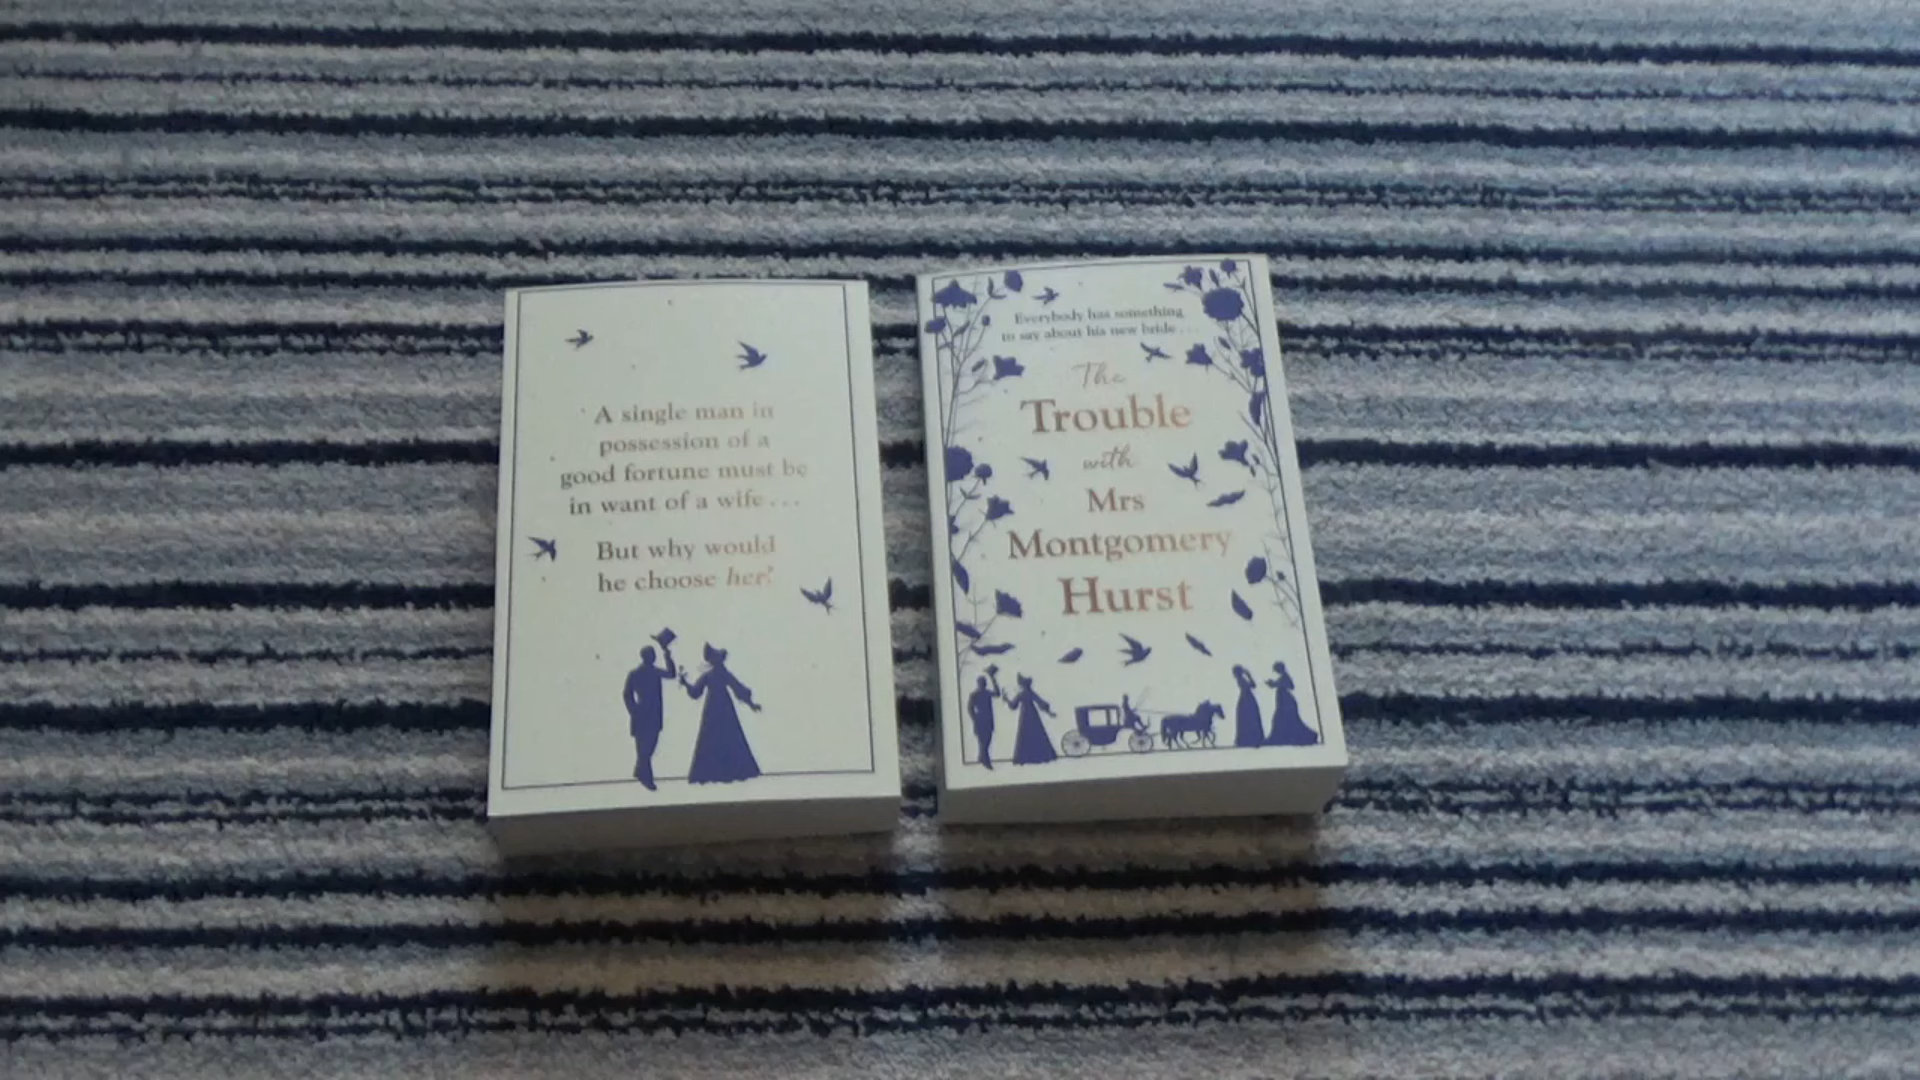 A single man in
possession of a
good fortune must be
in want of a wife...
But why would
he choose her?
Everybody has something
to say about his new bride...
The
Trouble
with
Mrs
Montgomery
Hurst